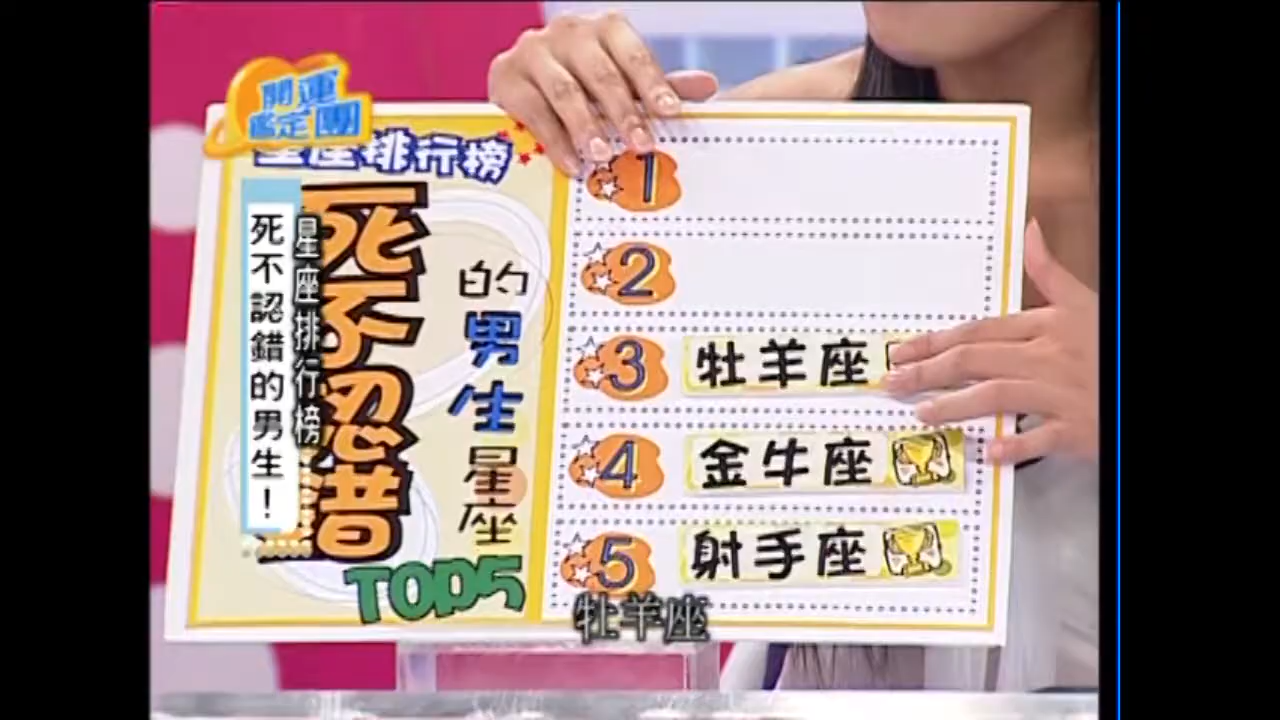 開運
鑑定團
星座排行榜
死不認錯
的男生星座
TOP5
星座排行榜
死不認錯的男生！
1
2
3 牡羊座
4 金牛座
5 射手座
牡羊座